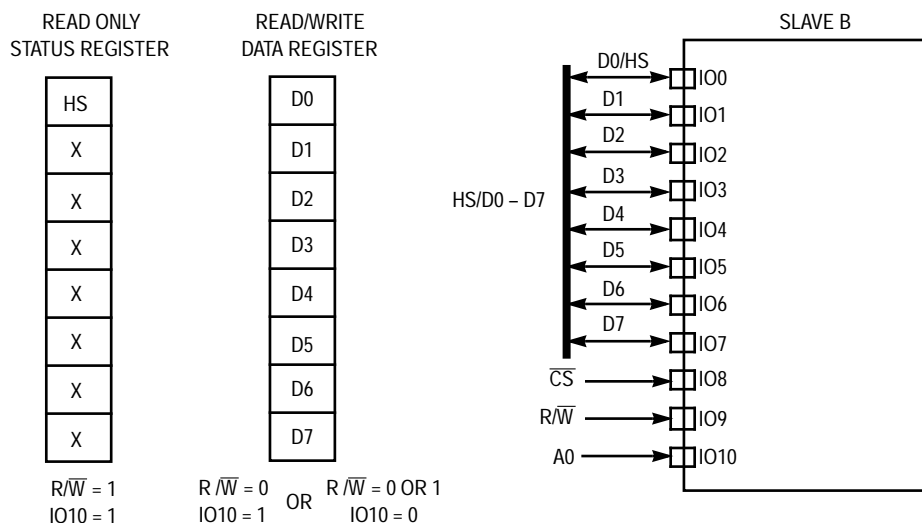 READ ONLY
STATUS REGISTER
HS
X
X
X
X
X
X
X
R/W̅ = 1
IO10 = 1
READ/WRITE
DATA REGISTER
D0
D1
D2
D3
D4
D5
D6
D7
R /W̅ = 0
IO10 = 1
OR
R /W̅ = 0 OR 1
IO10 = 0
SLAVE B
HS/D0 – D7
D0/HS
IO0
D1
IO1
D2
IO2
D3
IO3
D4
IO4
D5
IO5
D6
IO6
D7
IO7
C̅S̅
IO8
R/W̅
IO9
A0
IO10